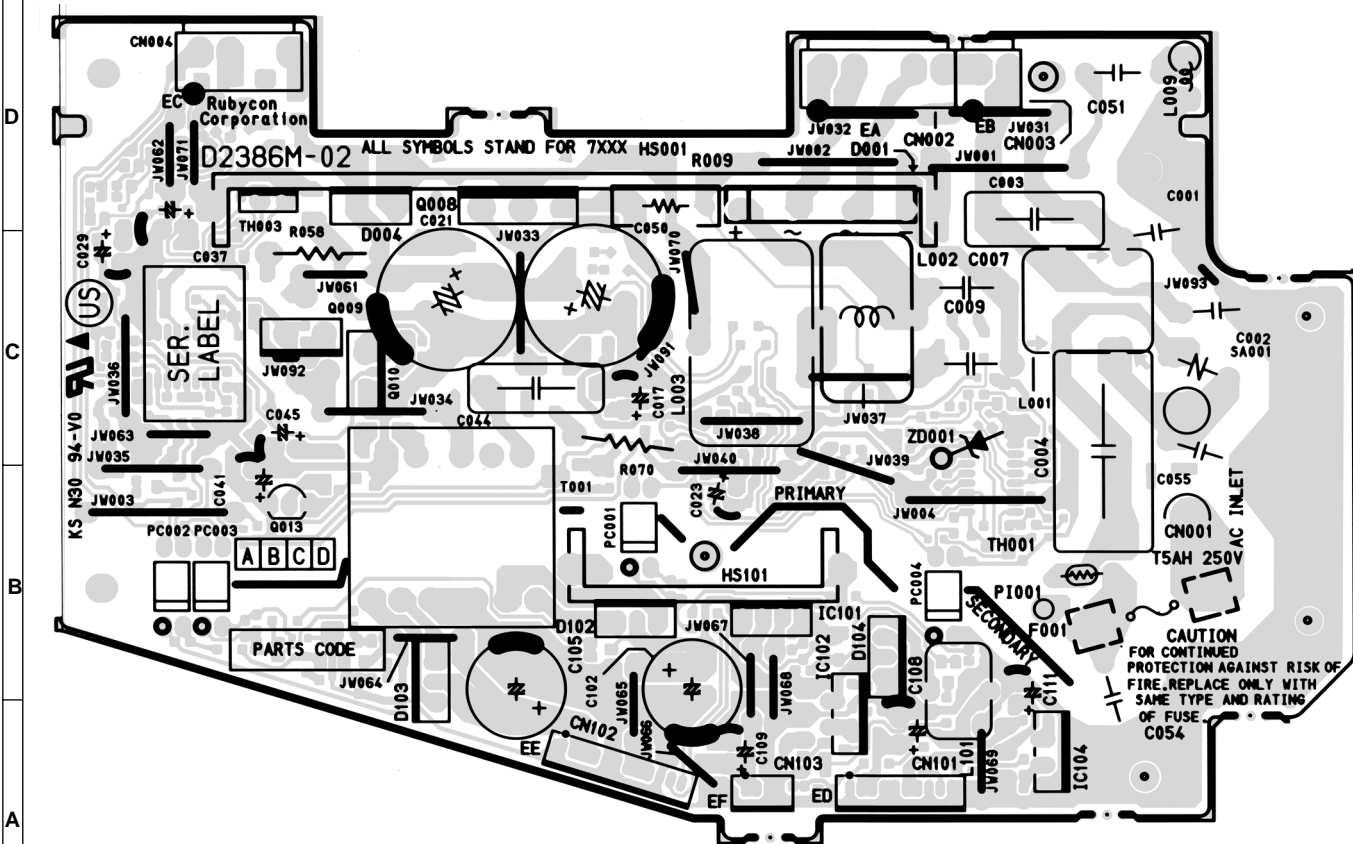 CN004
EC
Rubycon
Corporation
D
JW062
JW071
D2386M-02
ALL SYMBOLS STAND FOR 7XXX
HS001
R009
JW032
EA
CN002
EB
JW031
CN003
C051
L009
JW002
D001
JW001
C003
C001
TH003
R058
D004
Q008
C021
JW033
C050
JW070
+ ~ ~ -
L002
C007
C029
C037
JW061
Q009
C009
JW093
US
SER.
LABEL
C
JW036
JW092
Q010
JW034
C044
JW091
C017
L003
JW037
L001
C002
SA001
KS N30 94-V0
JW063
C045
JW038
ZD001
C004
JW035
R070
JW040
JW039
C041
T001
C023
PRIMARY
C055
JW003
Q013
PC001
JW004
CN001
AC INLET
PC002
PC003
TH001
T5AH 250V
A B C D
HS101
B
PC004
PI001
SECONDARY
F001
IC101
D102
JW067
PARTS CODE
C105
IC102
D104
C108
CAUTION
FOR CONTINUED
PROTECTION AGAINST RISK OF
FIRE,REPLACE ONLY WITH
SAME TYPE AND RATING
OF FUSE.
C054
JW064
D103
C102
JW065
JW068
C111
CN102
JW066
EE
C109
CN103
CN101
L101
JW069
IC104
EF
ED
A